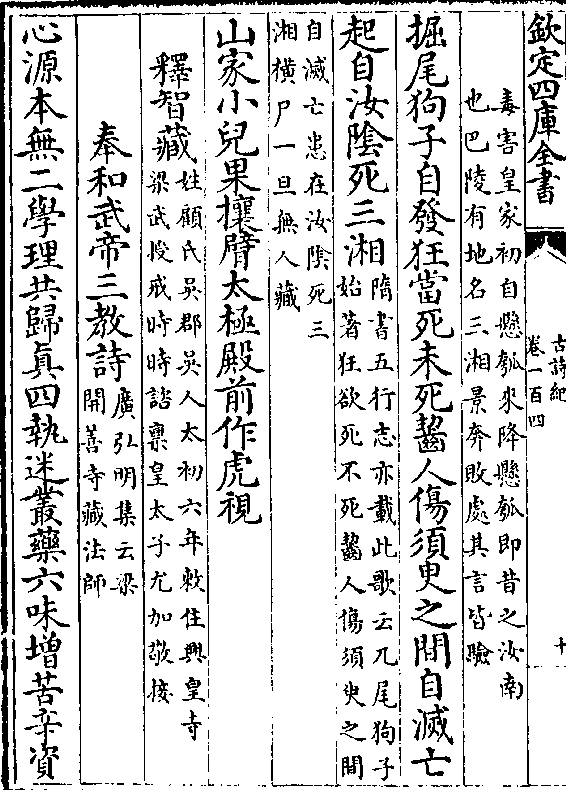 欽定四庫全書
古詩紀
卷一百四
十
毒害皇家初自懸瓠來降懸瓠即昔之汝南
也巴陵有地名三湘景奔敗處其言皆驗
掘尾狗子自發狂當死未死齧人傷須臾之間自滅亡
起自汝陰死三湘
隋書五行志亦載此歌云兀尾狗子
始著狂欲死不死齧人傷須臾之間
自滅亡患在汝隂死三
湘横尸一旦無人藏
山家小兒果攘臂太極殿前作虎視
釋智藏
姓顧氏吳郡吳人太初六年敕住興皇寺
梁武授戒時時諮稟皇太子尤加敬接
奉和武帝三教詩
廣弘明集云梁
開善寺藏法師
心源本無二學理共歸真四執迷叢藥六味增苦辛資